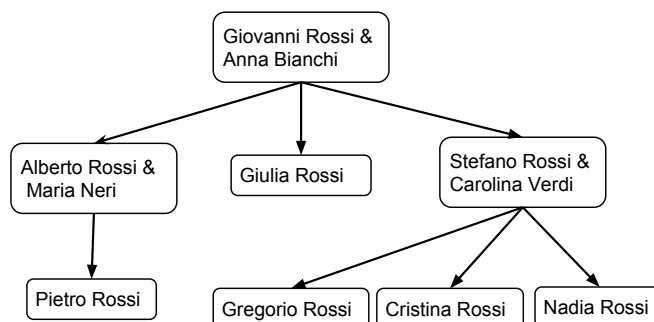 Giovanni Rossi &
Anna Bianchi
Alberto Rossi &
Maria Neri
Giulia Rossi
Stefano Rossi &
Carolina Verdi
Pietro Rossi
Gregorio Rossi
Cristina Rossi
Nadia Rossi